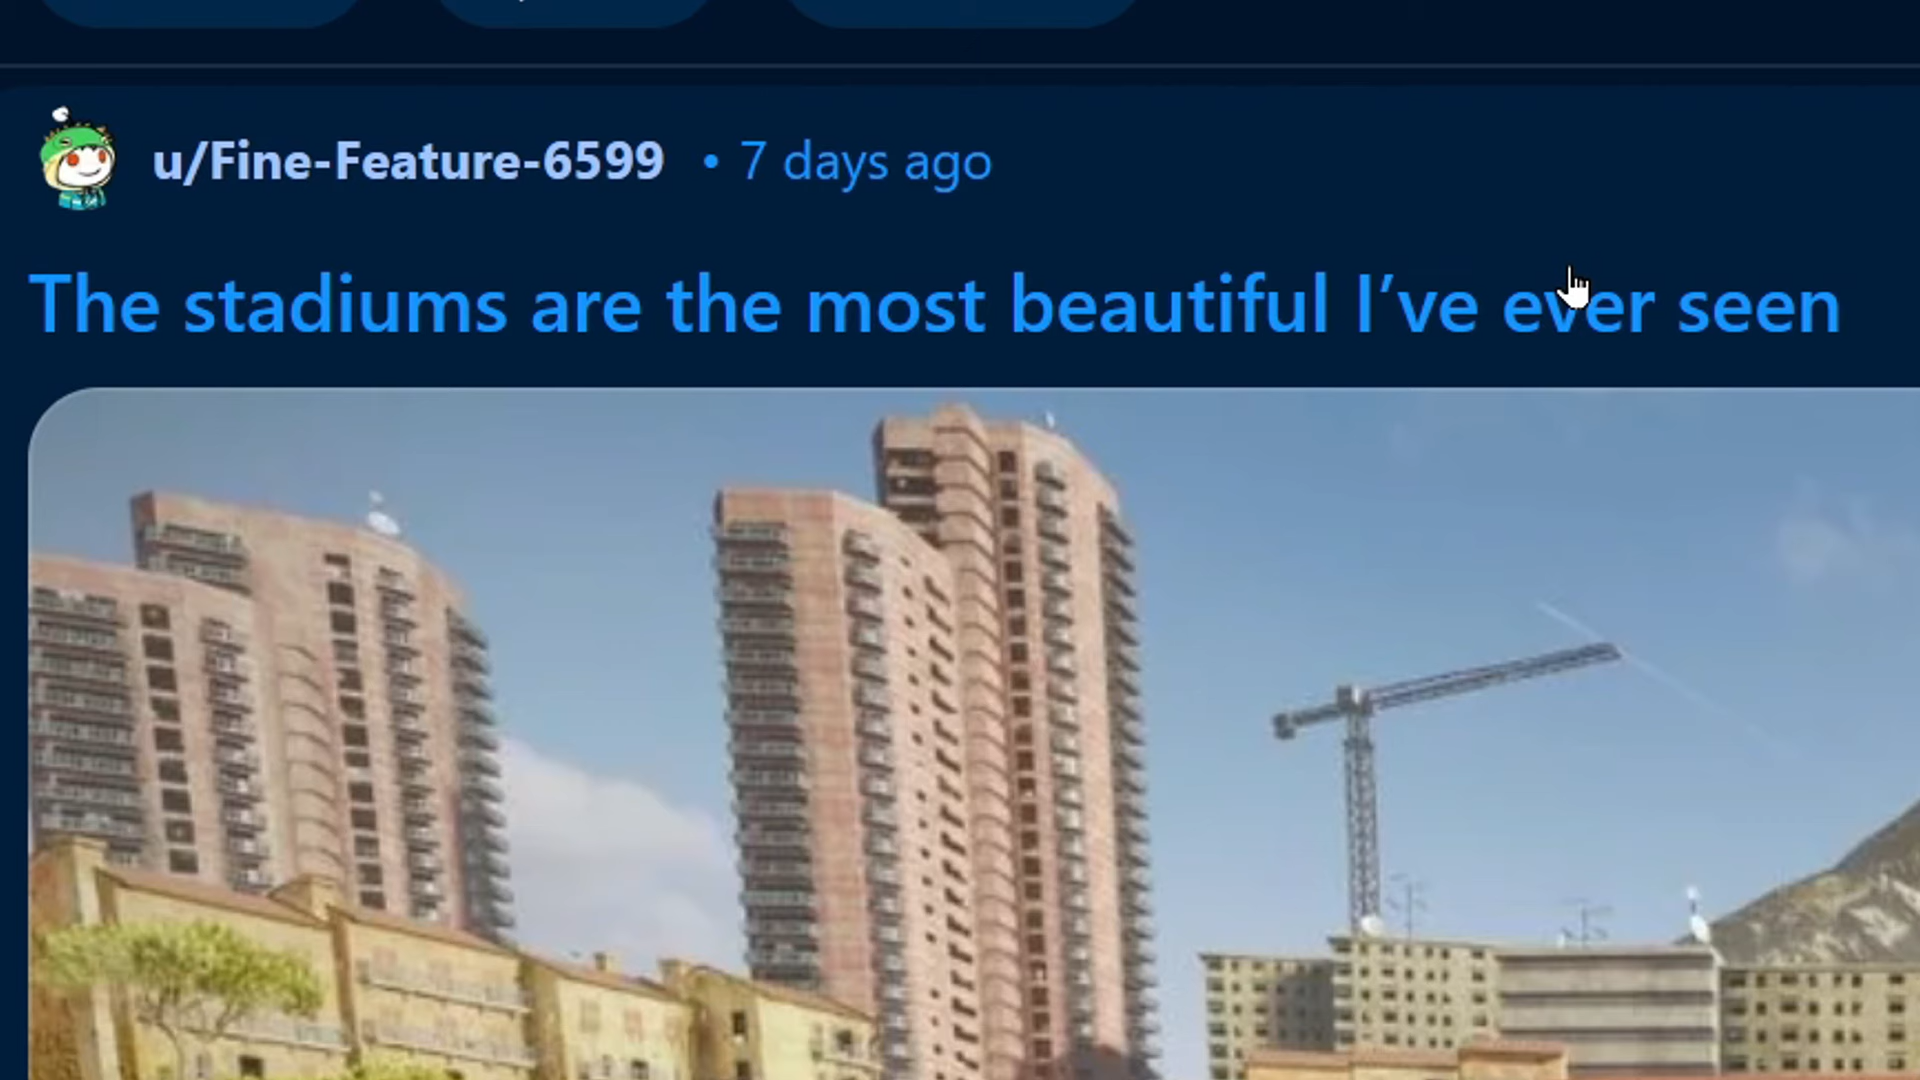 u/Fine-Feature-6599 • 7 days ago
The stadiums are the most beautiful I’ve ever seen